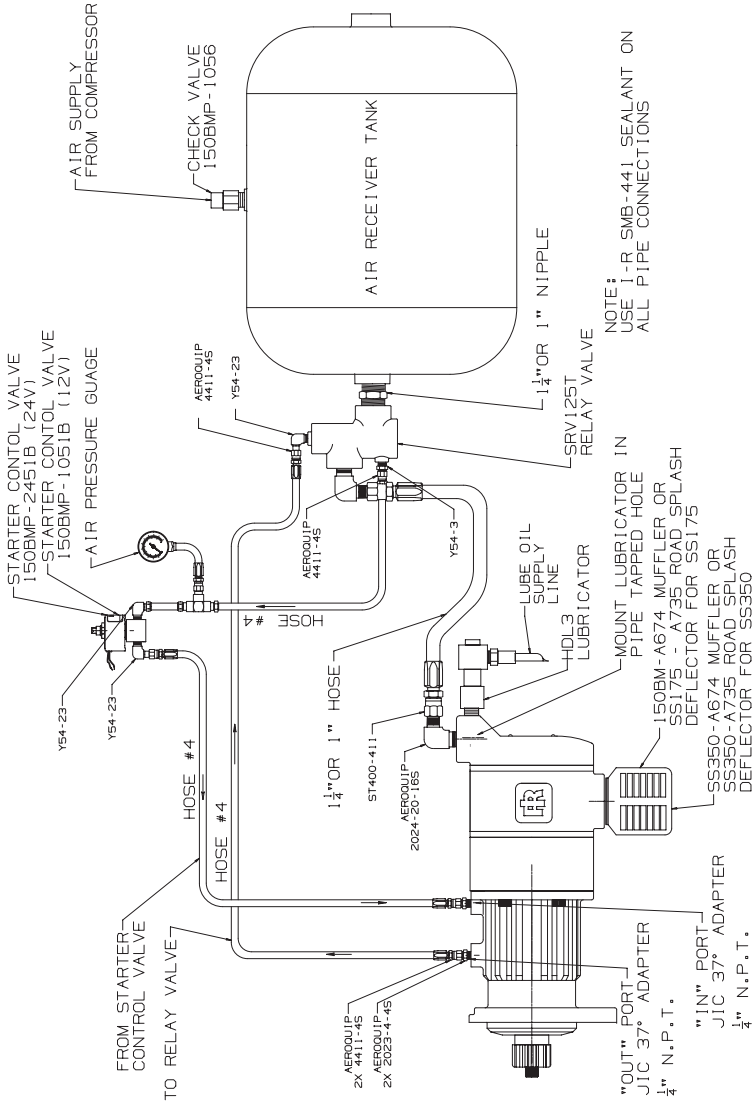 AIR SUPPLY
FROM COMPRESSOR
CHECK VALVE
150BMP-1056
AIR RECEIVER TANK
NOTE:
USE I-R SMB-441 SEALANT ON
ALL PIPE CONNECTIONS
STARTER CONTOL VALVE
150BMP-2451B (24V)
STARTER CONTOL VALVE
150BMP-1051B (12V)
AIR PRESSURE GUAGE
AEROQUIP
4411-4S
Y54-23
1 1/4" OR 1" NIPPLE
SRV125T
RELAY VALVE
AEROQUIP
4411-4S
Y54-3
Y54-23
Y54-23
HOSE #4
HOSE #4
HOSE #4
1 1/4" OR 1" HOSE
ST400-411
AEROQUIP
2024-20-16S
LUBE OIL
SUPPLY
LINE
HDL3
LUBRICATOR
MOUNT LUBRICATOR IN
PIPE TAPPED HOLE
150BM-A674 MUFFLER OR
SS175 - A735 ROAD SPLASH
DEFLECTOR FOR SS175
SS350-A674 MUFFLER OR
SS350-A735 ROAD SPLASH
DEFLECTOR FOR SS350
IR
FROM STARTER
CONTROL VALVE
TO RELAY VALVE
AEROQUIP
2X 4411-4S
AEROQUIP
2X 2023-4-4S
"OUT" PORT
JIC 37° ADAPTER
1/4" N.P.T.
"IN" PORT
JIC 37° ADAPTER
1/4" N.P.T.